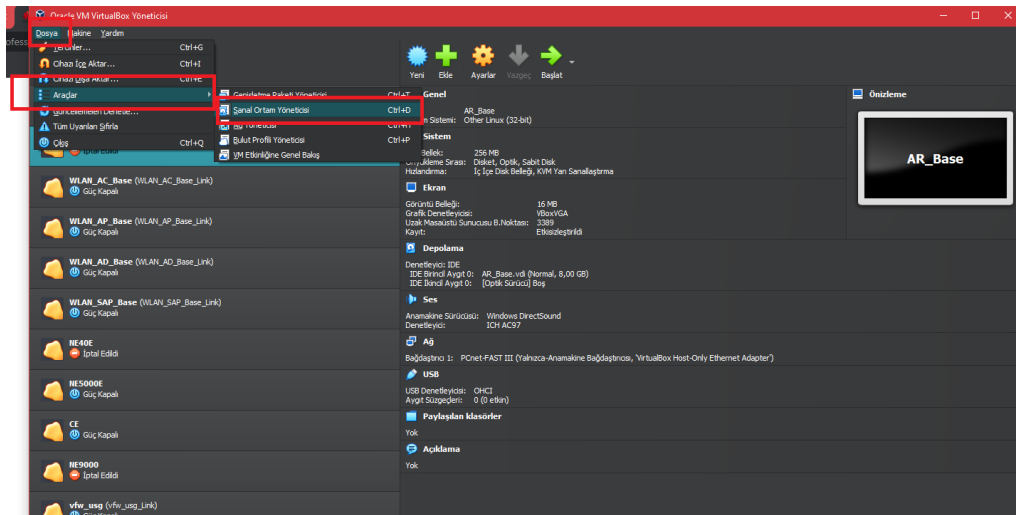 Oracle VM VirtualBox Yöneticisi
Dosya Makine Yardım
Ctrl+G
Cihazı İçe Aktar... Ctrl+I
Cihazı Dışa Aktar... Ctrl+E
Araçlar
Güncellemeleri Denetle...
Tüm Uyarıları Sıfırla
Çıkış Ctrl+Q
Genişletme Paketi Yöneticisi Ctrl+T
Sanal Ortam Yöneticisi Ctrl+D
Ağ Yöneticisi Ctrl+H
Bulut Profili Yöneticisi Ctrl+P
VM Etkinliğine Genel Bakış
Yeni Ekle Ayarlar Vazgeç Başlat
İptal Edildi
WLAN_AC_Base (WLAN_AC_Base_Link)
Güç Kapalı
WLAN_AP_Base (WLAN_AP_Base_Link)
Güç Kapalı
WLAN_AD_Base (WLAN_AD_Base_Link)
Güç Kapalı
WLAN_SAP_Base (WLAN_SAP_Base_Link)
Güç Kapalı
NE40E
İptal Edildi
NE5000E
Güç Kapalı
CE
Güç Kapalı
NE9000
İptal Edildi
vfw_usg (vfw_usg_Link)
Güç Kapalı
Genel
AR_Base
Sistemi: Other Linux (32-bit)
Sistem
Bellek: 256 MB
Önyükleme Sırası: Disket, Optik, Sabit Disk
Hızlandırma: İç İçe Disk Belleği, KVM Yan Sanallaştırma
Ekran
Görüntü Belleği: 16 MB
Grafik Denetleyicisi: VBoxVGA
Uzak Masaüstü Sunucusu B.Noktası: 3389
Kayıt: Etkisizleştirildi
Depolama
Denetleyici: IDE
IDE Birincil Aygıt 0: AR_Base.vdi (Normal, 8,00 GB)
IDE İkincil Aygıt 0: [Optik Sürücü] Boş
Ses
Anamakine Sürücüsü: Windows DirectSound
Denetleyici: ICH AC97
Ağ
Bağdaştırıcı 1: PCnet-FAST III (Yalnızca-Anamakine Bağdaştırıcısı, 'VirtualBox Host-Only Ethernet Adapter')
USB
USB Denetleyicisi: OHCI
Aygıt Süzgeçleri: 0 (0 etkin)
Paylaşılan klasörler
Yok
Açıklama
Yok
Önizleme
AR_Base